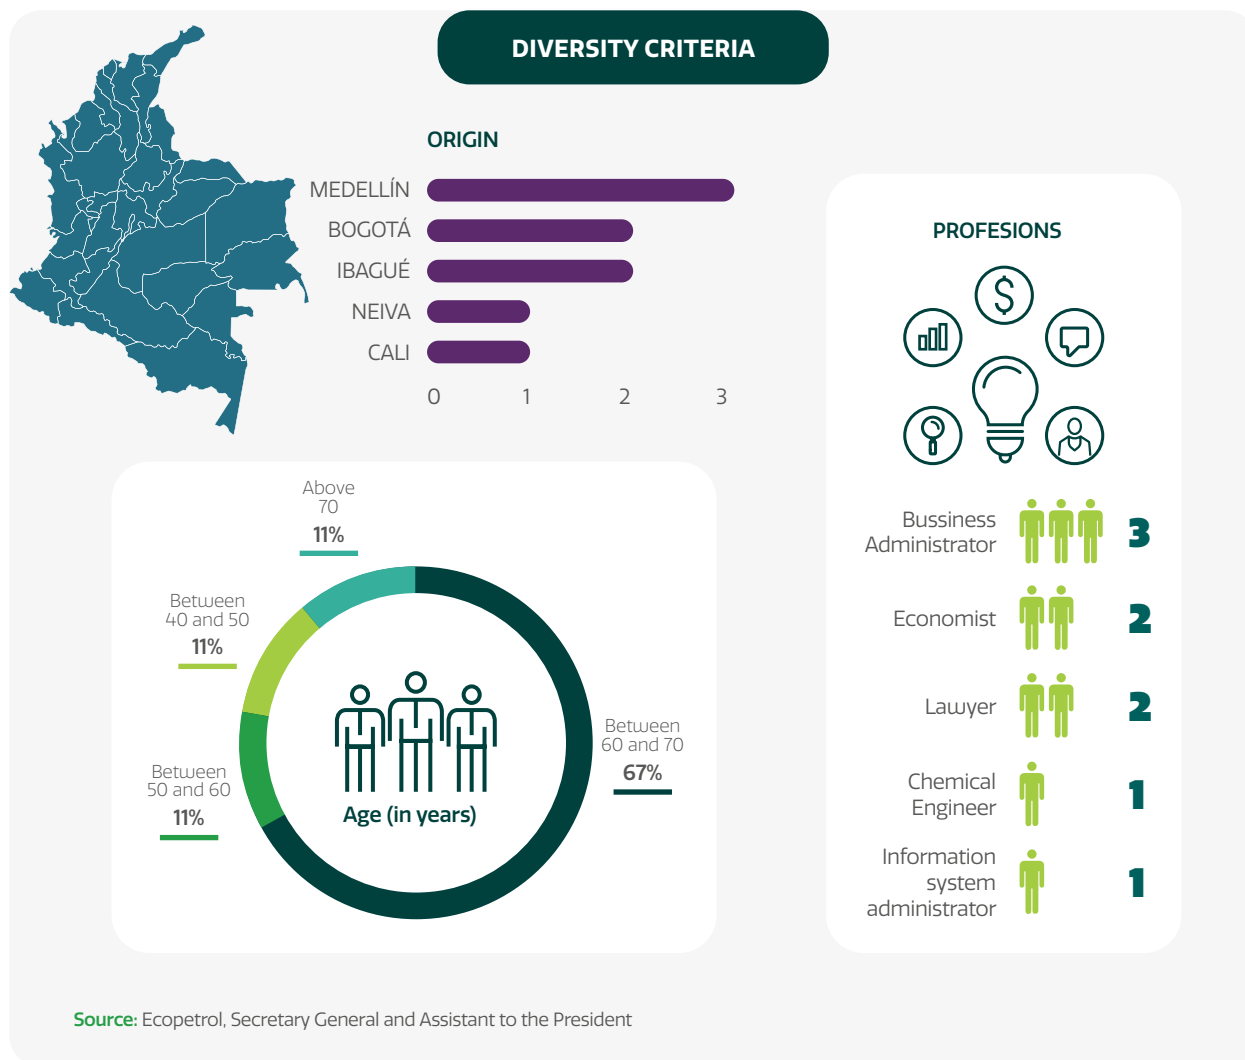 DIVERSITY CRITERIA
ORIGIN
MEDELLÍN
BOGOTÁ
IBAGUÉ
NEIVA
CALI
0 1 2 3
PROFESIONS
$
Bussiness
Administrator
3
Economist
2
Lawyer
2
Chemical
Engineer
1
Information
system
administrator
1
Above
70
11%
Between
40 and 50
11%
Between
50 and 60
11%
Between
60 and 70
67%
Age (in years)
Source: Ecopetrol, Secretary General and Assistant to the President